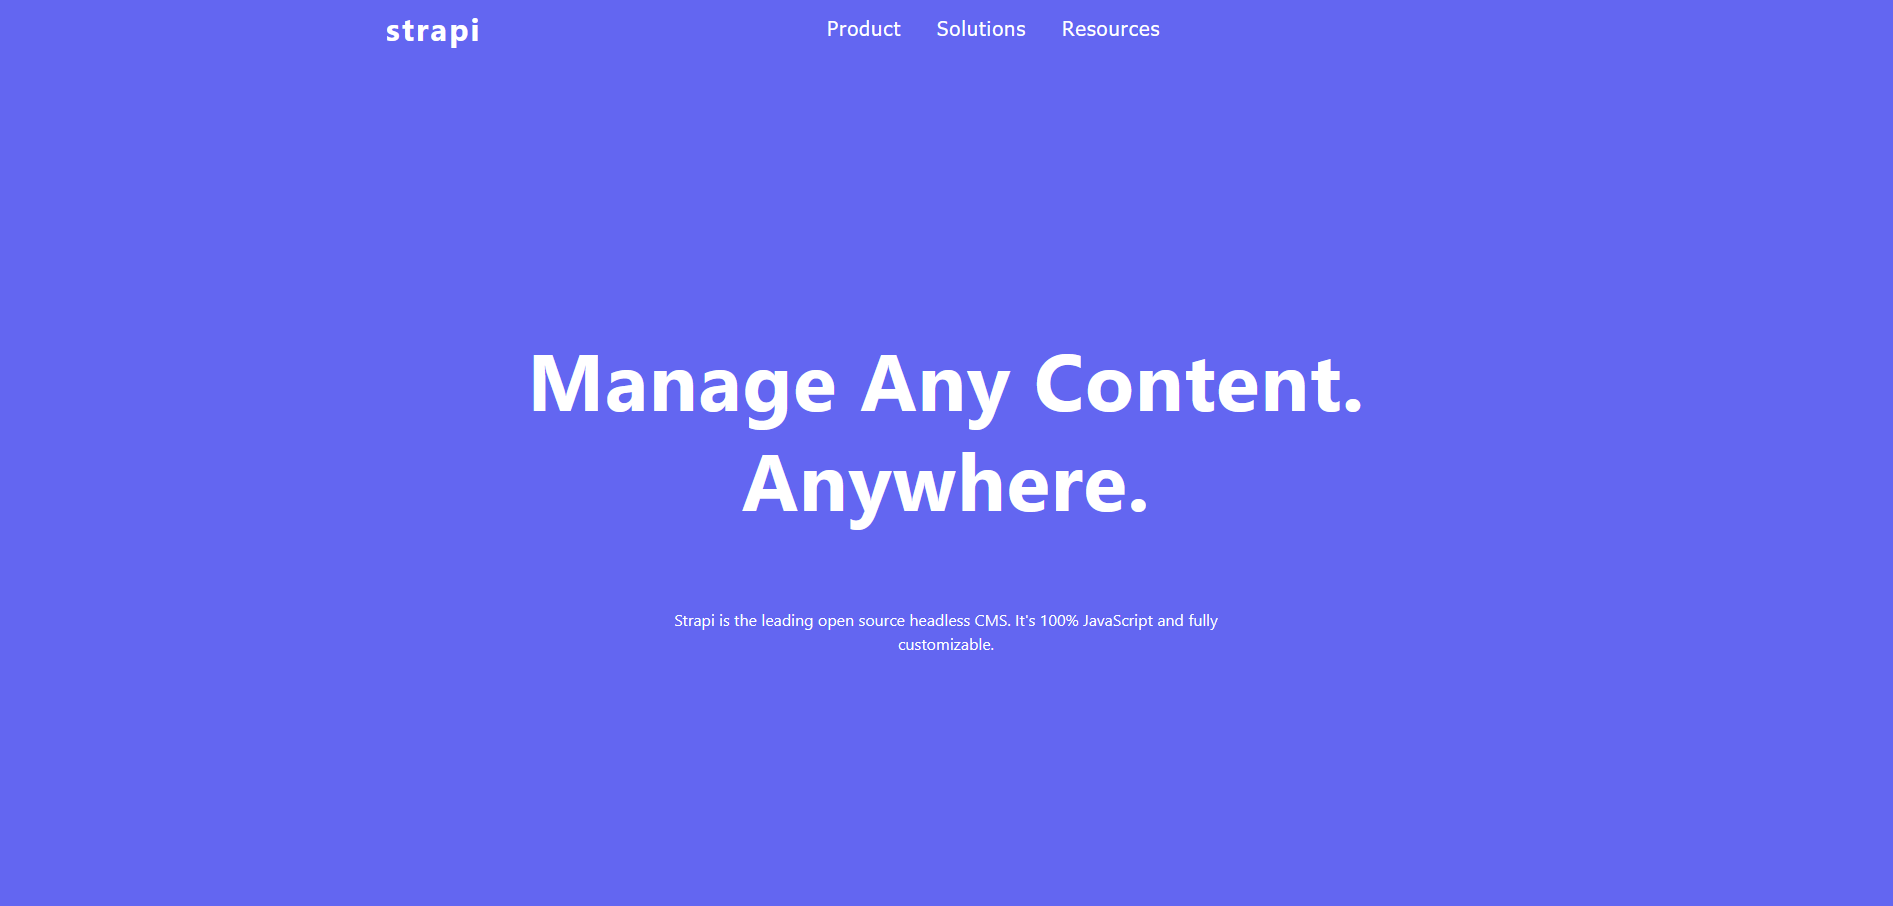 strapi
Product Solutions Resources
Manage Any Content.
Anywhere.
Strapi is the leading open source headless CMS. It's 100% JavaScript and fully
customizable.